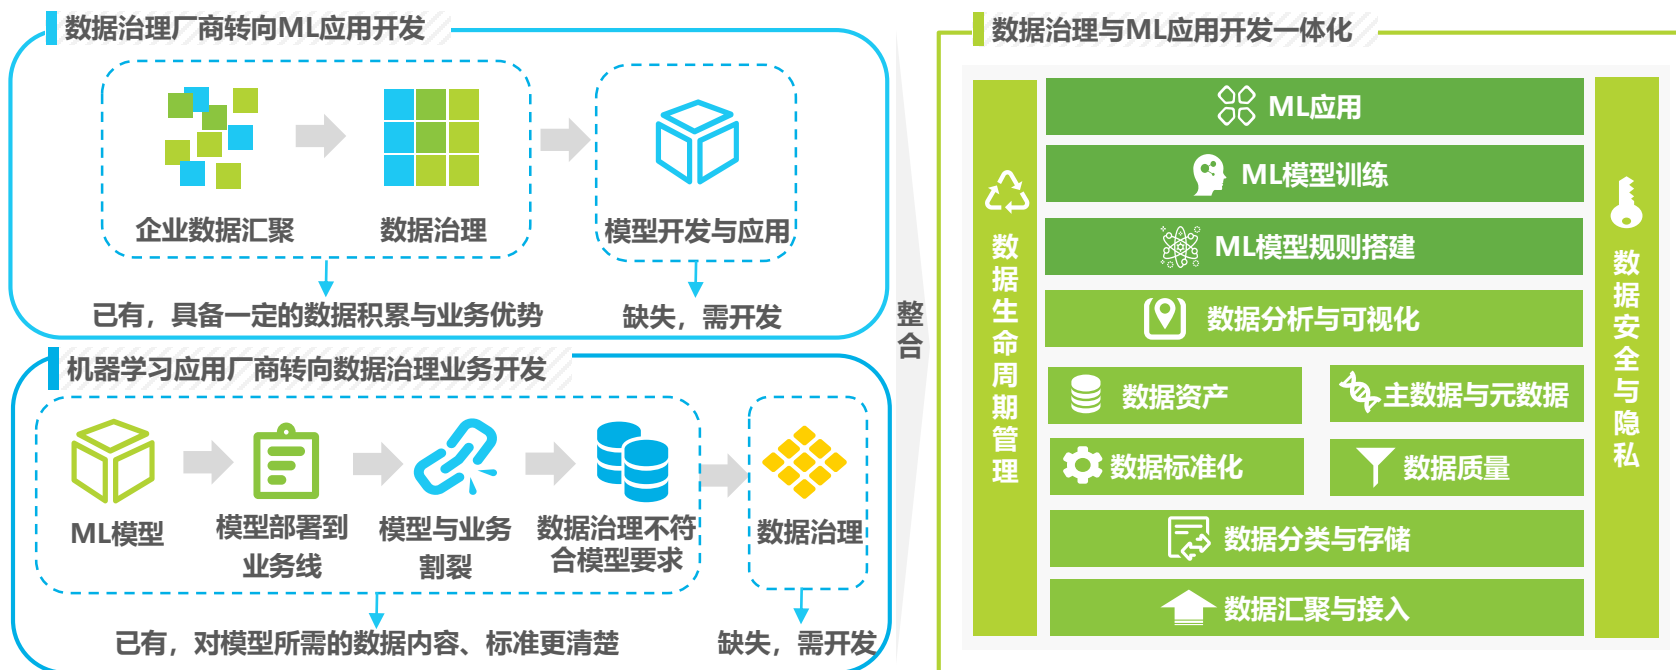 数据治理厂商转向ML应用开发
企业数据汇聚
数据治理
模型开发与应用
已有，具备一定的数据积累与业务优势
缺失，需开发
机器学习应用厂商转向数据治理业务开发
ML模型
模型部署到
业务线
模型与业务
割裂
数据治理不符
合模型要求
数据治理
已有，对模型所需的数据内容、标准更清楚
缺失，需开发
整合
数据治理与ML应用开发一体化
数据生命周期管理
ML应用
ML模型训练
ML模型规则搭建
数据分析与可视化
数据资产
主数据与元数据
数据标准化
数据质量
数据分类与存储
数据汇聚与接入
数据安全与隐私